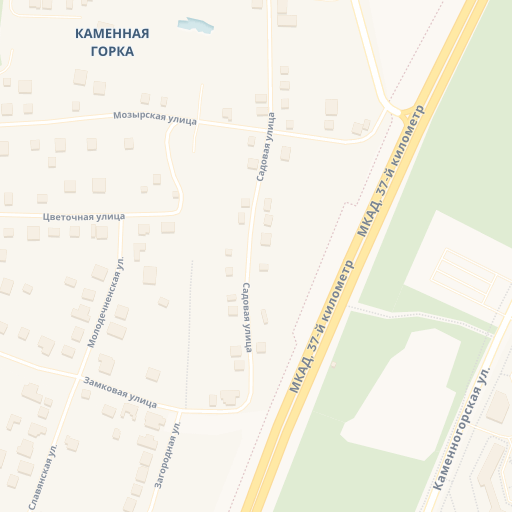 КАМЕННАЯ
ГОРКА
Мозырская улица
Садовая улица
МКАД, 37-й километр
Цветочная улица
Молодечненская ул.
Садовая улица
МКАД, 37-й километр
Замковая улица
Каменногорская ул.
Славянская ул.
Загородная ул.